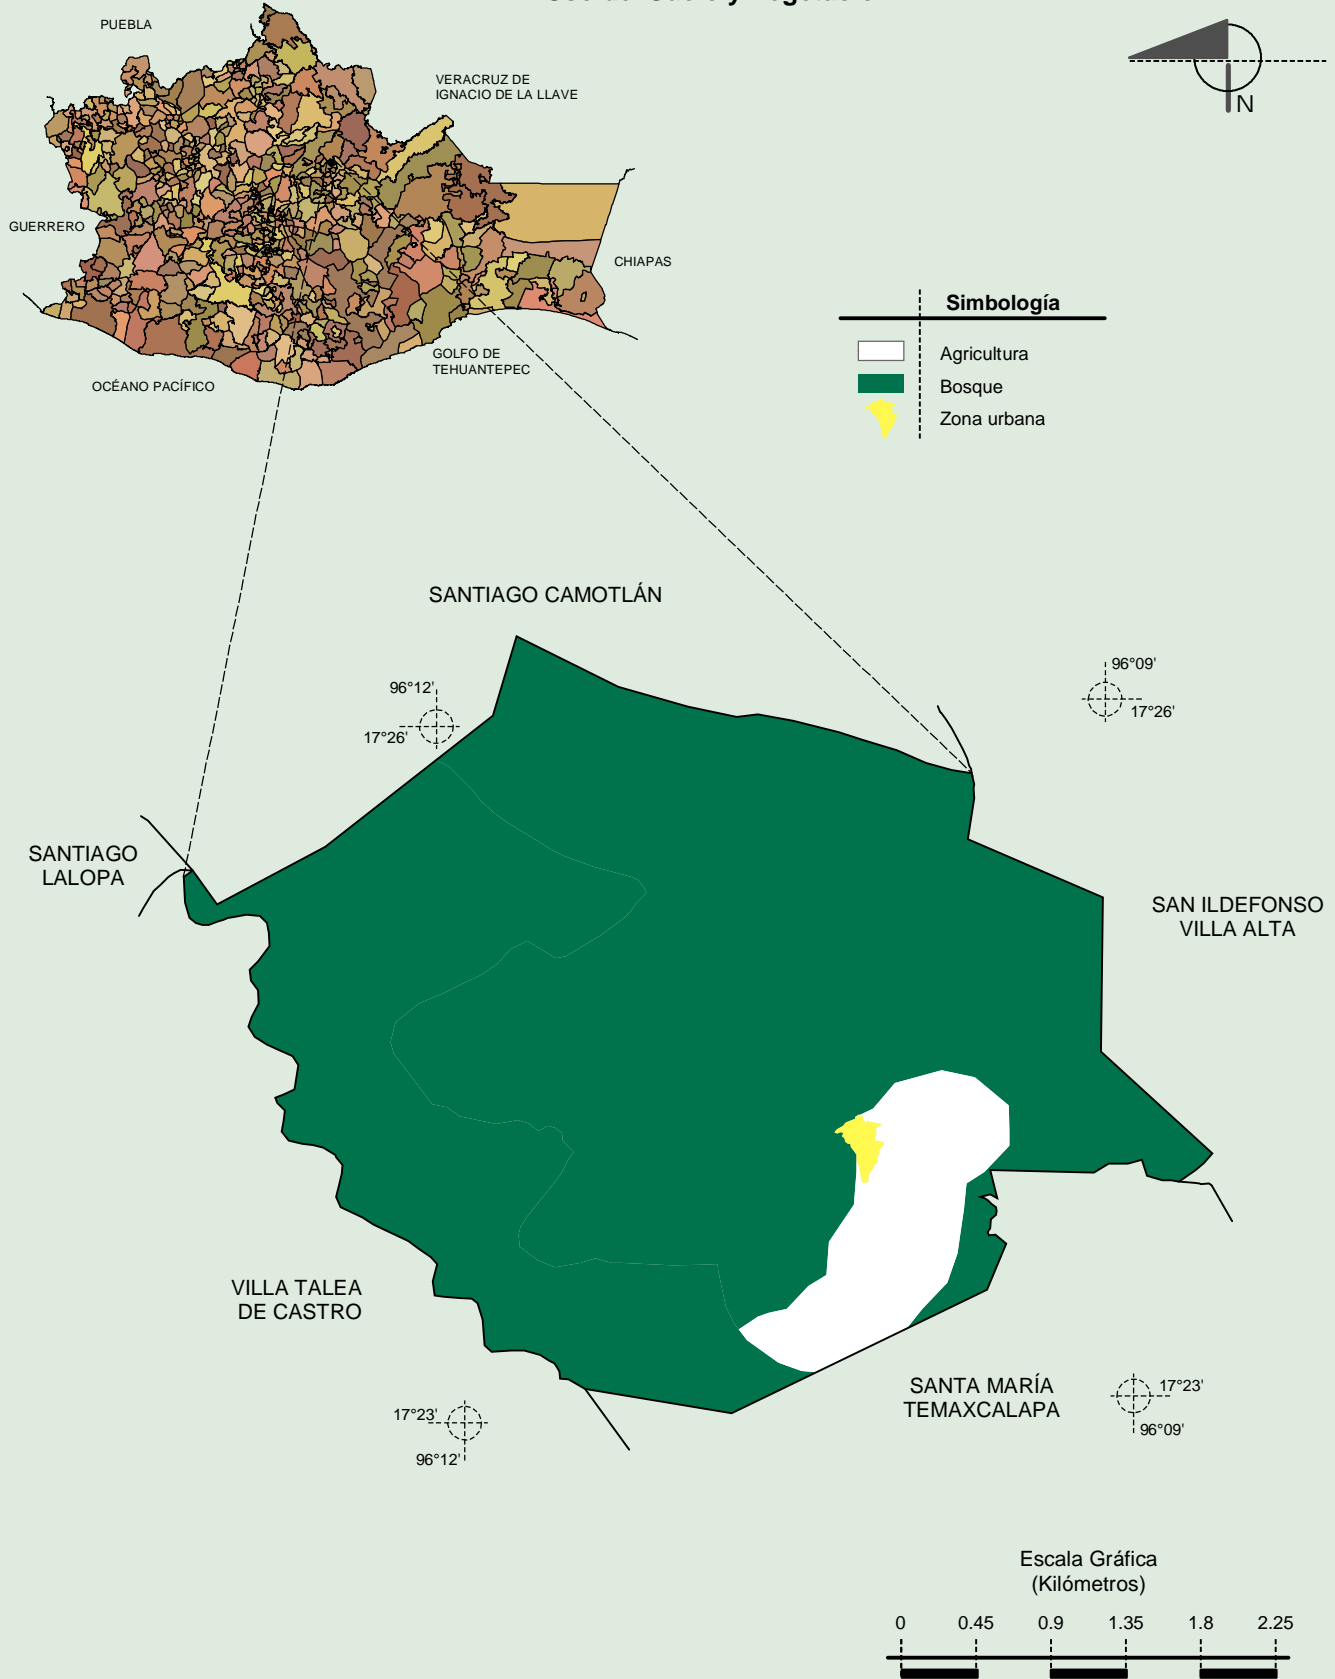 PUEBLA
VERACRUZ DE
IGNACIO DE LA LLAVE
N
GUERRERO
CHIAPAS
GOLFO DE
TEHUANTEPEC
OCÉANO PACÍFICO
Simbología
Agricultura
Bosque
Zona urbana
SANTIAGO CAMOTLÁN
96°12'
17°26'
96°09'
17°26'
SANTIAGO
LALOPA
SAN ILDEFONSO
VILLA ALTA
VILLA TALEA
DE CASTRO
SANTA MARÍA
TEMAXCALAPA
17°23'
96°12'
17°23'
96°09'
Escala Gráfica
(Kilómetros)
0 0.45 0.9 1.35 1.8 2.25